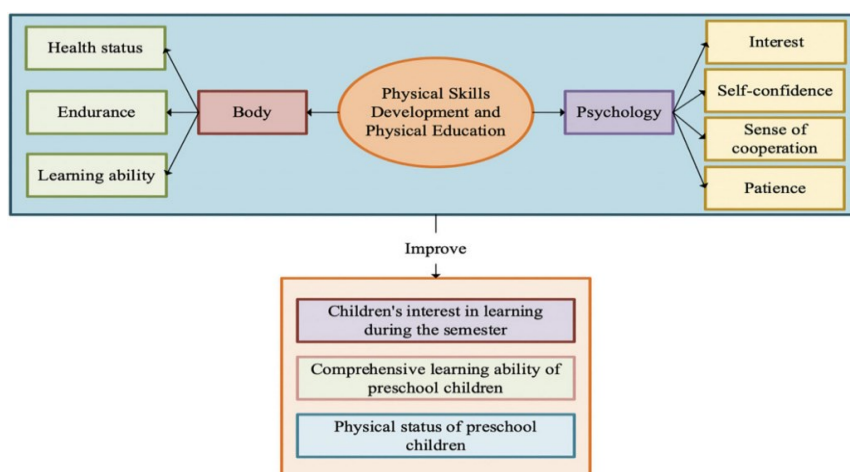 Health status
Endurance
Learning ability
Body
Physical Skills
Development and
Physical Education
Psychology
Interest
Self-confidence
Sense of
cooperation
Patience
Improve
Children's interest in learning
during the semester
Comprehensive learning ability of
preschool children
Physical status of preschool
children